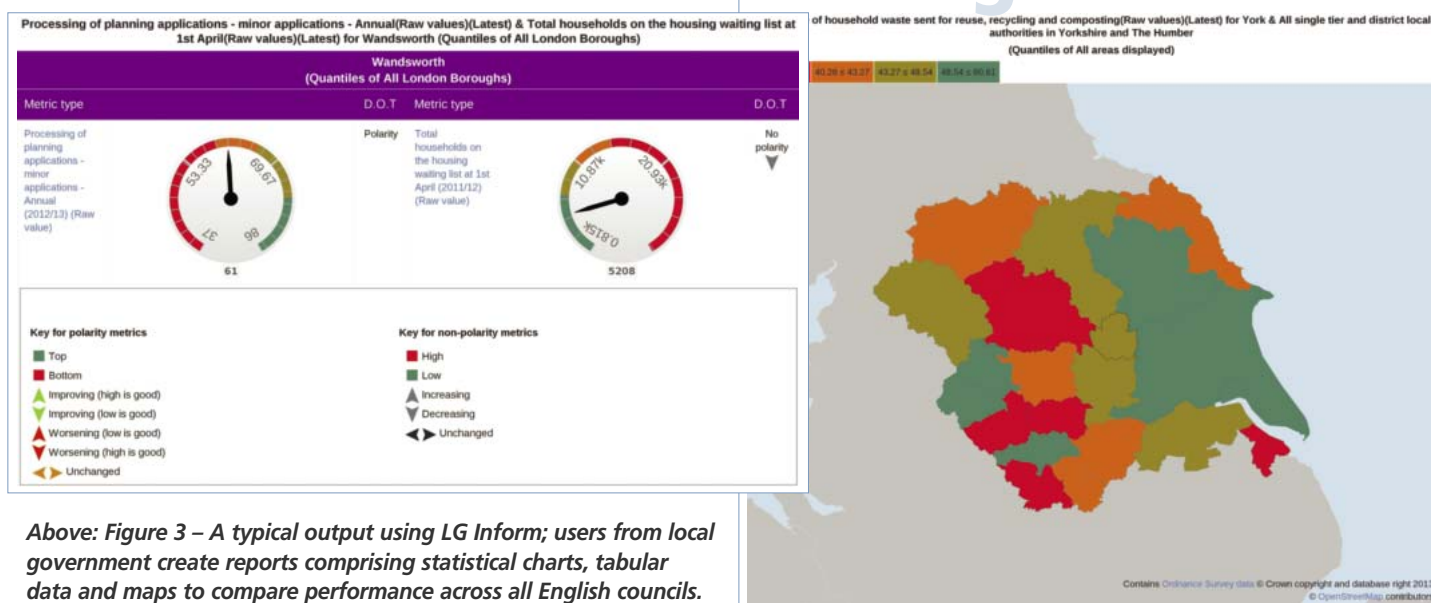 Processing of planning applications - minor applications - Annual(Raw values)(Latest) & Total households on the housing waiting list at
1st April(Raw values)(Latest) for Wandsworth (Quantiles of All London Boroughs)
Wandsworth
(Quantiles of All London Boroughs)
Metric type D.O.T Metric type D.O.T
Processing of
planning
applications -
minor
applications -
Annual
(2012/13) (Raw
value)
37
53.33
69.67
86
61
Polarity
Total
households on
the housing
waiting list at 1st
April (2011/12)
(Raw value)
0.815k
10.87k
20.93k
5208
No
polarity
Key for polarity metrics
Top
Bottom
Improving (high is good)
Improving (low is good)
Worsening (low is good)
Worsening (high is good)
Unchanged
Key for non-polarity metrics
High
Low
Increasing
Decreasing
Unchanged
Above: Figure 3 – A typical output using LG Inform; users from local
government create reports comprising statistical charts, tabular
data and maps to compare performance across all English councils.
of household waste sent for reuse, recycling and composting(Raw values)(Latest) for York & All single tier and district local
authorities in Yorkshire and The Humber
(Quantiles of All areas displayed)
43.27 ≤ 48.54
Contains Ordnance Survey data © Crown copyright and database right 2013
© OpenStreetMap contributors